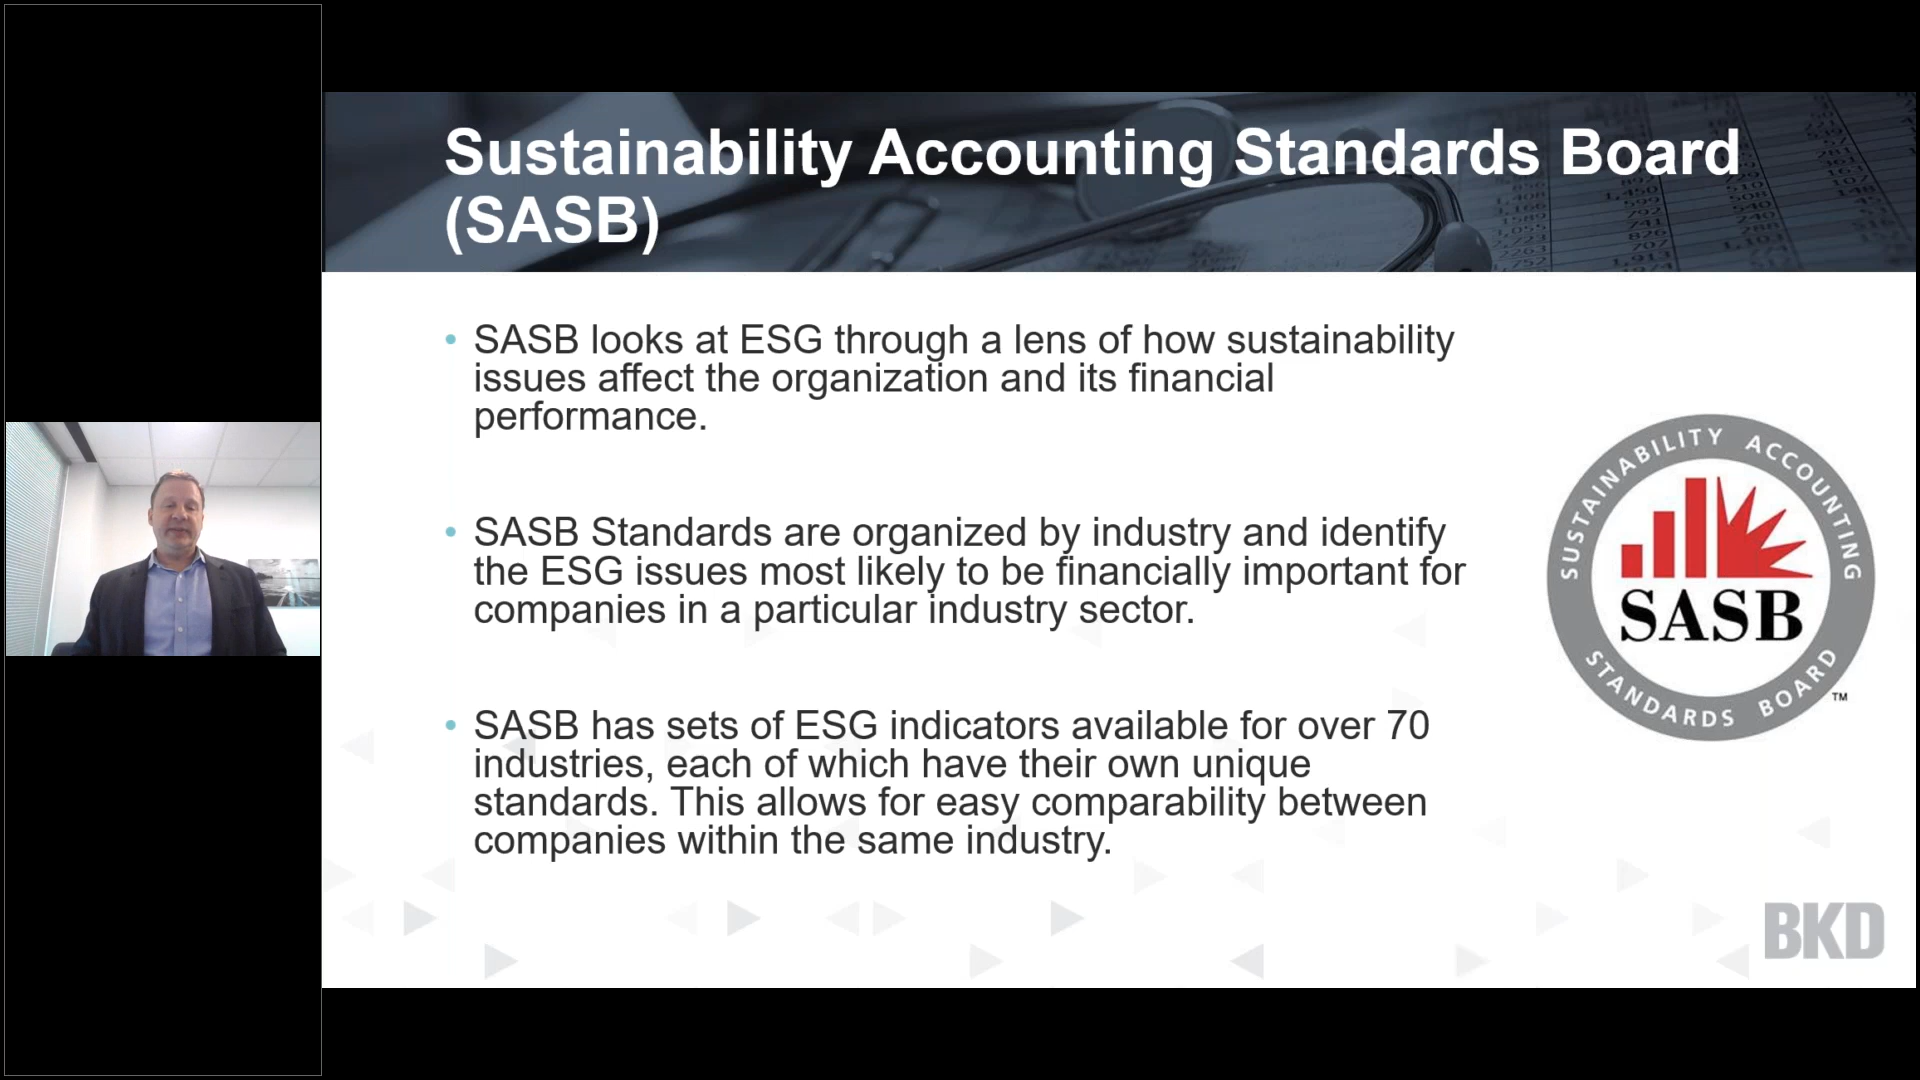 Sustainability Accounting Standards Board
(SASB)
• SASB looks at ESG through a lens of how sustainability
issues affect the organization and its financial
performance.
• SASB Standards are organized by industry and identify
the ESG issues most likely to be financially important for
companies in a particular industry sector.
• SASB has sets of ESG indicators available for over 70
industries, each of which have their own unique
standards. This allows for easy comparability between
companies within the same industry.
SUSTAINABILITY ACCOUNTING
SASB
STANDARDS BOARD
TM
BKD